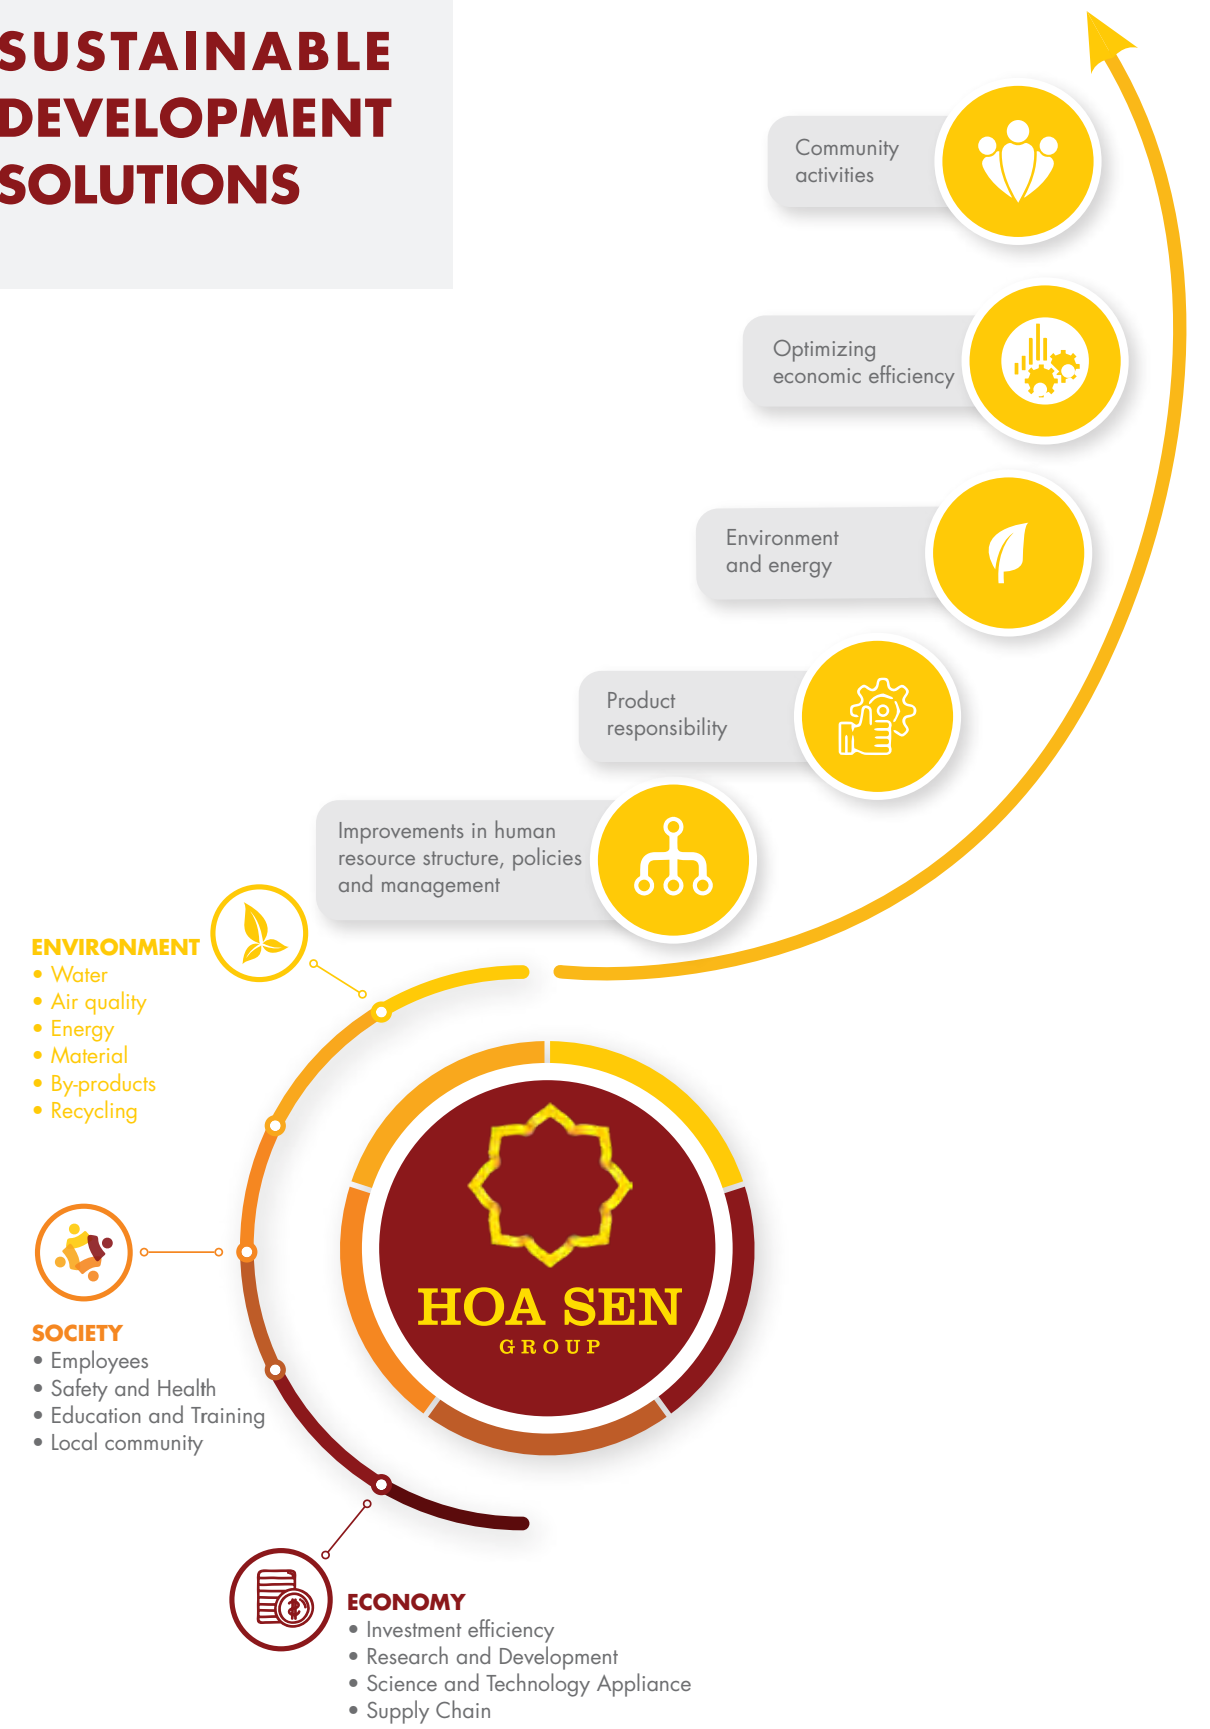 SUSTAINABLE
DEVELOPMENT
SOLUTIONS
Community
activities
Optimizing
economic efficiency
Environment
and energy
Product
responsibility
Improvements in human
resource structure, policies
and management
ENVIRONMENT
• Water
• Air quality
• Energy
• Material
• By-products
• Recycling
HOA SEN
GROUP
SOCIETY
• Employees
• Safety and Health
• Education and Training
• Local community
ECONOMY
• Investment efficiency
• Research and Development
• Science and Technology Appliance
• Supply Chain